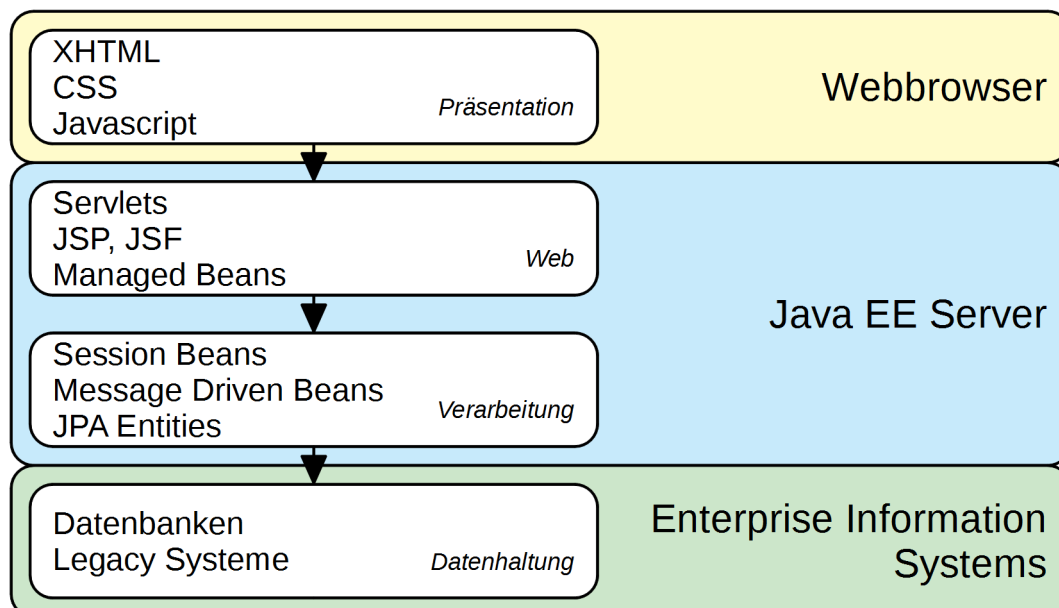 XHTML
CSS
Javascript
Präsentation
Webbrowser
Servlets
JSP, JSF
Managed Beans
Web
Java EE Server
Session Beans
Message Driven Beans
JPA Entities
Verarbeitung
Datenbanken
Legacy Systeme
Datenhaltung
Enterprise Information
Systems